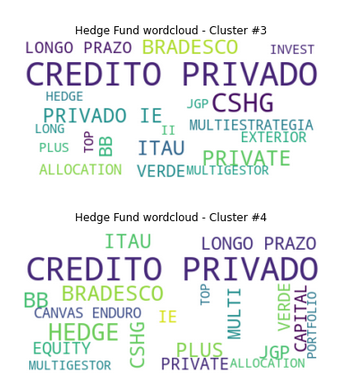 Hedge Fund wordcloud - Cluster #3
LONGO PRAZO BRADESCO INVEST
CREDITO PRIVADO
HEDGE JGP CSHG
PRIVADO IE
LONG II MULTIESTRATEGIA
TOP BB ITAU EXTERIOR
PLUS PRIVATE
ALLOCATION VERDE MULTIGESTOR
Hedge Fund wordcloud - Cluster #4
ITAU LONGO PRAZO
CREDITO PRIVADO
BB BRADESCO TOP MULTI VERDE CAPITAL PORTFOLIO
CANVAS ENDURO IE
HEDGE CSHG
EQUITY PLUS JGP
MULTIGESTOR PRIVATE ALLOCATION